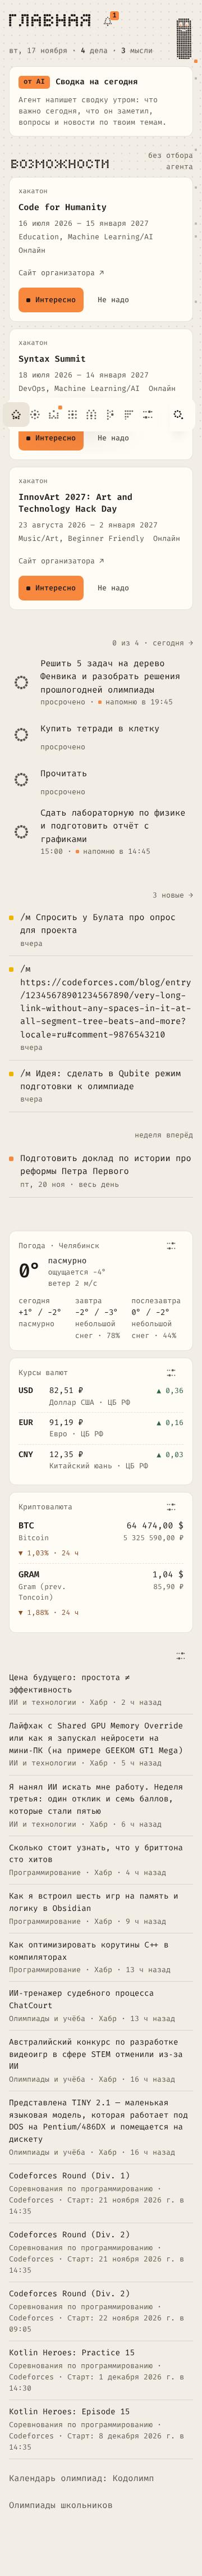 ГЛАВНАЯ
1
вт, 17 ноября · 4 дела · 3 мысли
от AI Сводка на сегодня
Агент напишет сводку утром: что
важно сегодня, что он заметил,
вопросы и новости по твоим темам.
ВОЗМОЖНОСТИ
без отбора
агента
хакатон
Code for Humanity
16 июля 2026 – 15 января 2027
Education, Machine Learning/AI
Онлайн
Сайт организатора ↗
Интересно Не надо
хакатон
Syntax Summit
18 июля 2026 – 14 января 2027
DevOps, Machine Learning/AI Онлайн
Интересно Не надо
хакатон
InnovArt 2027: Art and
Technology Hack Day
23 августа 2026 – 2 января 2027
Music/Art, Beginner Friendly Онлайн
Сайт организатора ↗
Интересно Не надо
0 из 4 · сегодня →
Решить 5 задач на дерево
Фенвика и разобрать решения
прошлогодней олимпиады
просрочено · напомню в 19:45
Купить тетради в клетку
просрочено
Прочитать
просрочено
Сдать лабораторную по физике
и подготовить отчёт с
графиками
15:00 · напомню в 14:45
3 новые →
/м Спросить у Булата про опрос
для проекта
вчера
/м
https://codeforces.com/blog/entry
/12345678901234567890/very-long-
link-without-any-spaces-in-it-at-
all-segment-tree-beats-and-more?
locale=ru#comment-9876543210
вчера
/м Идея: сделать в Qubite режим
подготовки к олимпиаде
вчера
неделя вперёд
Подготовить доклад по истории про
реформы Петра Первого
пт, 20 ноя · весь день
Погода · Челябинск
0° пасмурно
ощущается −4°
ветер 2 м/с
сегодня завтра послезавтра
+1° / −2° −2° / −3° 0° / −2°
пасмурно небольшой небольшой
снег · 78% снег · 44%
Курсы валют
USD 82,51 ₽ ▲ 0,36
Доллар США · ЦБ РФ
EUR 91,19 ₽ ▲ 0,16
Евро · ЦБ РФ
CNY 12,35 ₽ ▲ 0,03
Китайский юань · ЦБ РФ
Криптовалюта
BTC 64 474,00 $
Bitcoin 5 325 590,00 ₽
▼ 1,03% · 24 ч
GRAM 1,04 $
Gram (prev. 85,90 ₽
Toncoin)
▼ 1,88% · 24 ч
Цена будущего: простота ≠
эффективность
ИИ и технологии · Хабр · 2 ч назад
Лайфхак с Shared GPU Memory Override
или как я запускал нейросети на
мини-ПК (на примере GEEKOM GT1 Mega)
ИИ и технологии · Хабр · 5 ч назад
Я нанял ИИ искать мне работу. Неделя
третья: один отклик и семь баллов,
которые стали пятью
ИИ и технологии · Хабр · 6 ч назад
Сколько стоит узнать, что у бриттона
сто хитов
Программирование · Хабр · 4 ч назад
Как я встроил шесть игр на память и
логику в Obsidian
Программирование · Хабр · 9 ч назад
Как оптимизировать корутины C++ в
компиляторах
Программирование · Хабр · 13 ч назад
ИИ-тренажер судебного процесса
ChatCourt
Олимпиады и учёба · Хабр · 13 ч назад
Австралийский конкурс по разработке
видеоигр в сфере STEM отменили из-за
ИИ
Олимпиады и учёба · Хабр · 16 ч назад
Представлена TINY 2.1 — маленькая
языковая модель, которая работает под
DOS на Pentium/486DX и помещается на
дискету
Олимпиады и учёба · Хабр · 16 ч назад
Codeforces Round (Div. 1)
Соревнования по программированию ·
Codeforces · Старт: 21 ноября 2026 г. в
14:35
Codeforces Round (Div. 2)
Соревнования по программированию ·
Codeforces · Старт: 21 ноября 2026 г. в
14:35
Codeforces Round (Div. 2)
Соревнования по программированию ·
Codeforces · Старт: 22 ноября 2026 г. в
09:05
Kotlin Heroes: Practice 15
Соревнования по программированию ·
Codeforces · Старт: 1 декабря 2026 г. в
14:30
Kotlin Heroes: Episode 15
Соревнования по программированию ·
Codeforces · Старт: 8 декабря 2026 г. в
14:35
Календарь олимпиад: Кодолимп
Олимпиады школьников